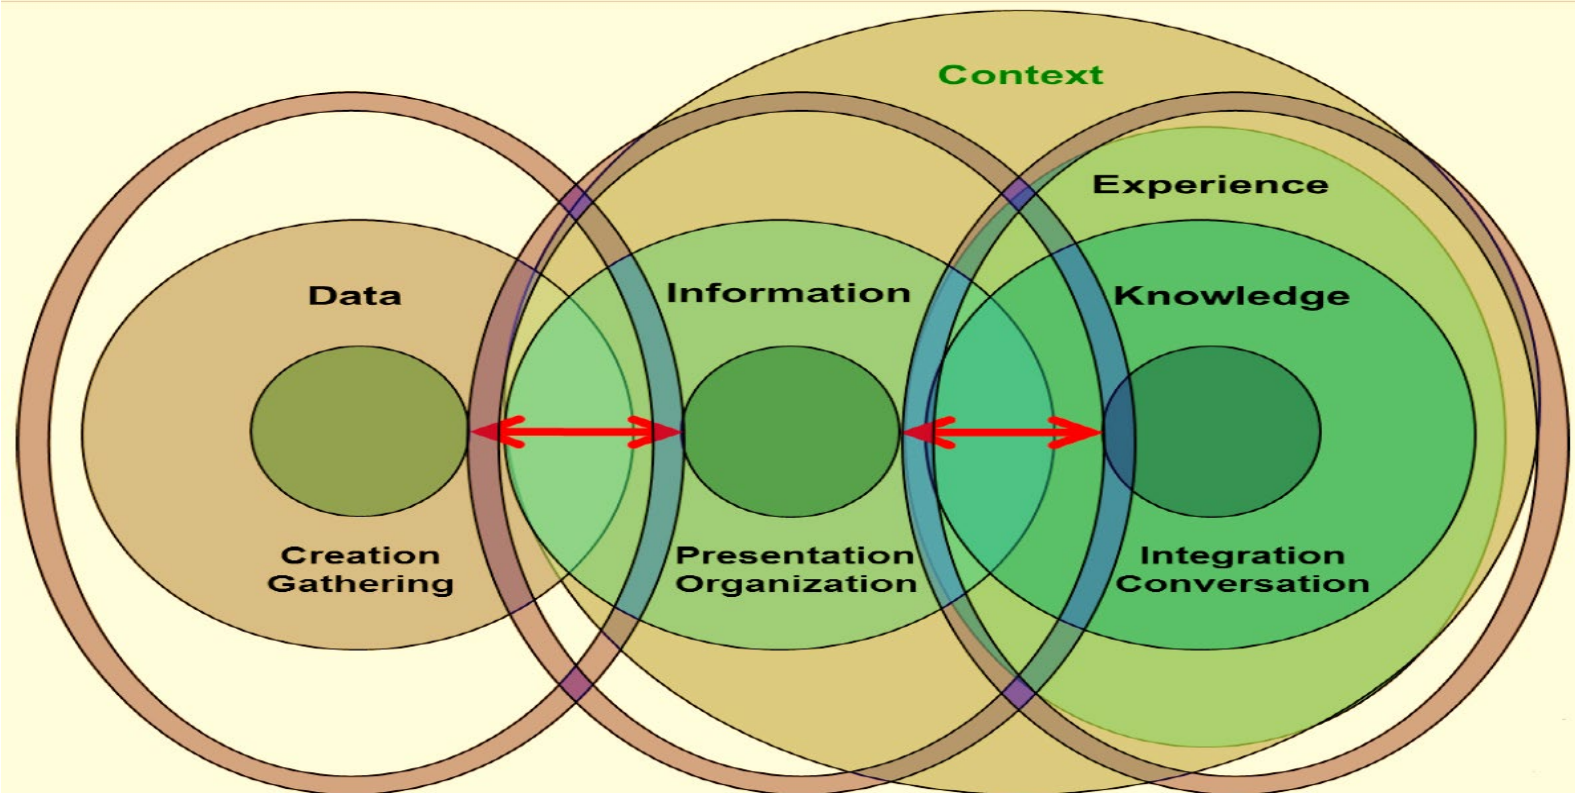 Context
Experience
Data
Information
Knowledge
Creation
Gathering
Presentation
Organization
Integration
Conversation